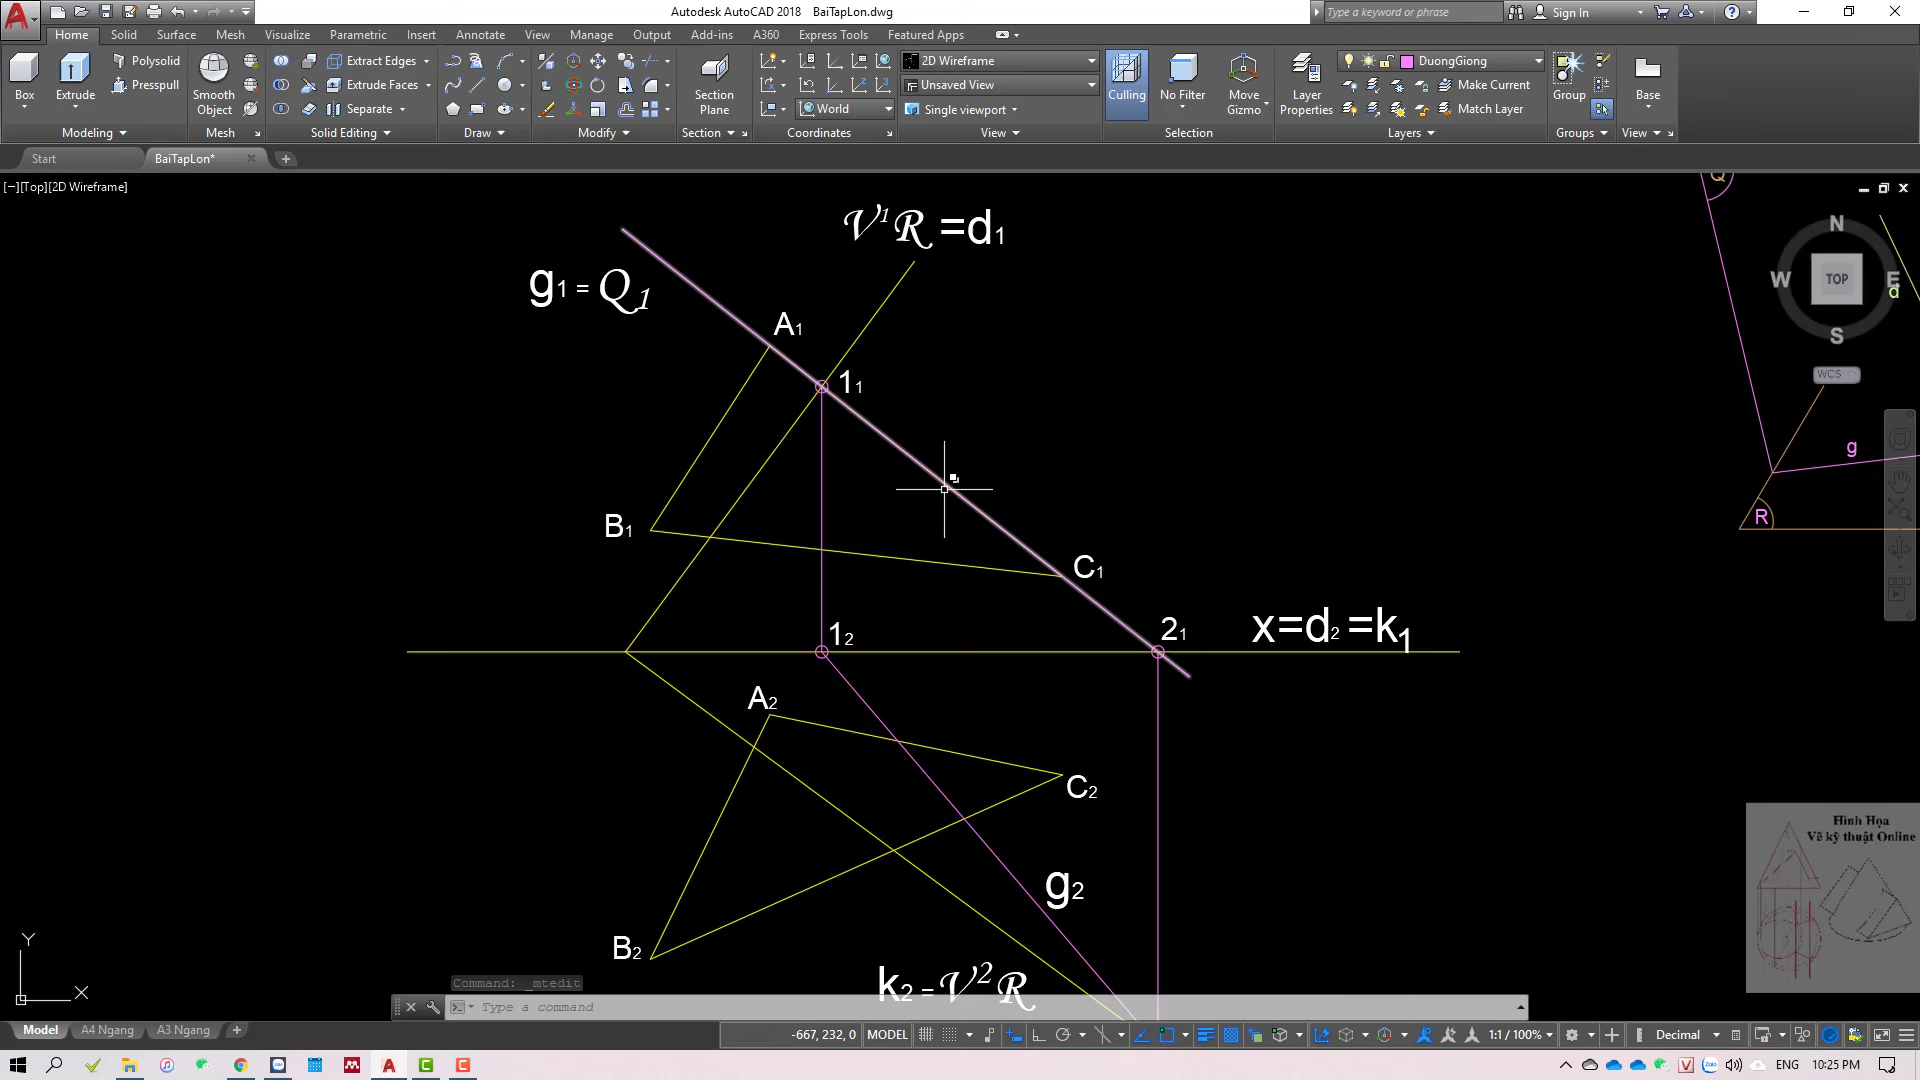 Autodesk AutoCAD 2018 BaiTapLon.dwg
Type a keyword or phrase
Sign In
Home Solid Surface Mesh Visualize Parametric Insert Annotate View Manage Output Add-ins A360 Express Tools Featured Apps
Box
Extrude
Polysolid
Presspull
Smooth Object
Extract Edges
Extrude Faces
Separate
Section Plane
World
2D Wireframe
Unsaved View
Single viewport
Culling
No Filter
Move Gizmo
Layer Properties
DuongGiong
Make Current
Match Layer
Group
Base
Modeling Mesh Solid Editing Draw Modify Section Coordinates View Selection Layers Groups View
Start BaiTapLon*
[−][Top][2D Wireframe]
V1R =d1
g1 = Q1
A1
11
B1
C1
12
21
x=d2 =k1
A2
C2
g2
B2
k2 = V2R
Q
d
g
R
N
W TOP E
S
WCS
Hình Họa
Vẽ kỹ thuật Online
Y
X
Command: _mtedit
Type a command
Model A4 Ngang A3 Ngang
-667, 232, 0 MODEL 1:1 / 100% Decimal
ENG 10:25 PM